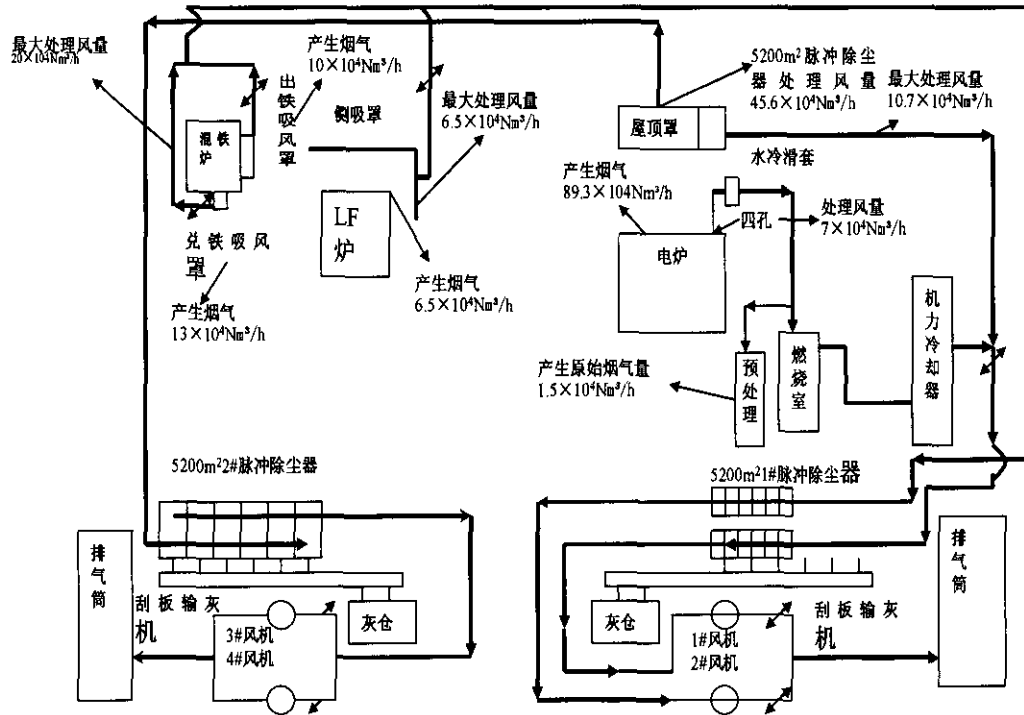 最大处理风量
20×104Nm³/h
产生烟气
10×10⁴Nm³/h
出铁吸风罩
侧吸罩
最大处理风量
6.5×10⁴Nm³/h
5200m²脉冲除尘
器处理风量
45.6×10⁴Nm³/h
最大处理风量
10.7×10⁴Nm³/h
混铁
炉
屋顶罩
水冷滑套
产生烟气
89.3×104Nm³/h
四孔
处理风量
7×10⁴Nm³/h
LF
炉
电炉
兑铁吸风
罩
产生烟气
13×10⁴Nm³/h
产生烟气
6.5×10⁴Nm³/h
机力冷却器
产生原始烟气量
1.5×10⁴Nm³/h
预处理
燃烧室
5200m²2#脉冲除尘器
5200m²1#脉冲除尘器
排气筒
刮板输灰
机
3#风机
4#风机
灰仓
灰仓
1#风机
2#风机
刮板输灰
机
排气筒